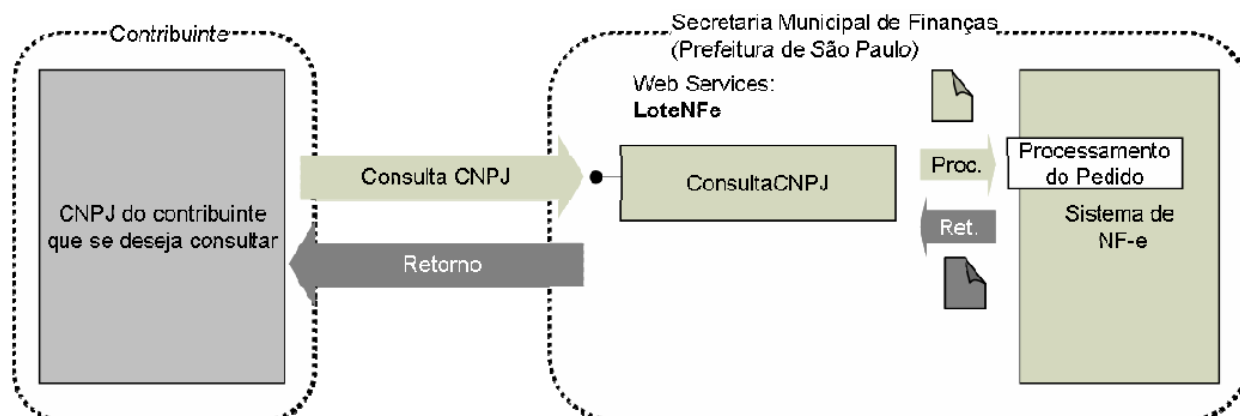 Contribuinte
Secretaria Municipal de Finanças
(Prefeitura de São Paulo)
Web Services:
LoteNFe
CNPJ do contribuinte
que se deseja consultar
Consulta CNPJ
Retorno
ConsultaCNPJ
Proc.
Ret.
Processamento
do Pedido
Sistema de
NF-e